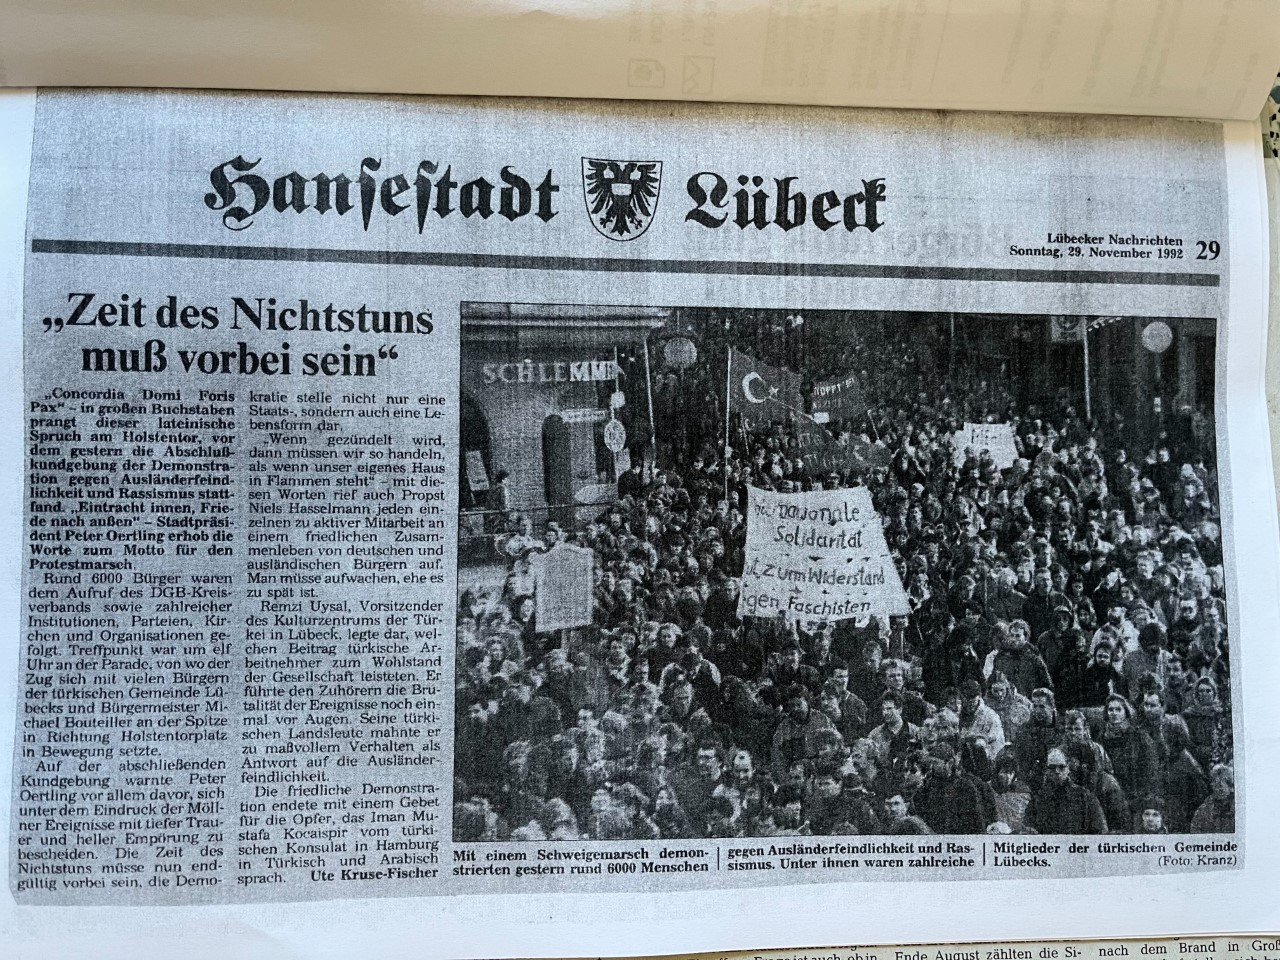 Hansestadt Lübeck
Lübecker Nachrichten
Sonntag, 29. November 1992
29
„Zeit des Nichtstuns
muß vorbei sein“
„Concordia Domi Foris
Pax“ – in großen Buchstaben
prangt dieser lateinische
Spruch am Holstentor, vor
dem gestern die Abschluß-
kundgebung der Demonstra-
tion gegen Ausländerfeind-
lichkeit und Rassismus statt-
fand. „Eintracht innen, Frie-
de nach außen“ – Stadtpräsi-
dent Peter Oertling erhob die
Worte zum Motto für den
Protestmarsch.
Rund 6000 Bürger waren
dem Aufruf des DGB-Kreis-
verbands sowie zahlreicher
Institutionen, Parteien, Kir-
chen und Organisationen ge-
folgt. Treffpunkt war um elf
Uhr an der Parade, von wo der
Zug sich mit vielen Bürgern
der türkischen Gemeinde Lü-
becks und Bürgermeister Mi-
chael Bouteiller an der Spitze
in Richtung Holstentorplatz
in Bewegung setzte.
Auf der abschließenden
Kundgebung warnte Peter
Oertling vor allem davor, sich
unter dem Eindruck der Möll-
ner Ereignisse mit tiefer Trau-
er und heller Empörung zu
bescheiden. Die Zeit des
Nichtstuns müsse nun end-
gültig vorbei sein, die Demo-
kratie stelle nicht nur eine
Staats-, sondern auch eine Le-
bensform dar.
„Wenn gezündelt wird,
dann müssen wir so handeln,
als wenn unser eigenes Haus
in Flammen steht“ – mit die-
sen Worten rief auch Propst
Niels Hasselmann jeden ein-
zelnen zu aktiver Mitarbeit an
einem friedlichen Zusam-
menleben von deutschen und
ausländischen Bürgern auf.
Man müsse aufwachen, ehe es
zu spät ist.
Remzi Uysal, Vorsitzender
des Kulturzentrums der Tür-
kei in Lübeck, legte dar, wel-
chen Beitrag türkische Ar-
beitnehmer zum Wohlstand
der Gesellschaft leisteten. Er
führte den Zuhörern die Bru-
talität der Ereignisse noch ein-
mal vor Augen. Seine türki-
schen Landsleute mahnte er
zu maßvollem Verhalten als
Antwort auf die Ausländer-
feindlichkeit.
Die friedliche Demonstra-
tion endete mit einem Gebet
für die Opfer, das Iman Mu-
stafa Kocaispir vom türki-
schen Konsulat in Hamburg
in Türkisch und Arabisch
sprach. Ute Kruse-Fischer
SCHLEMME
Solidarität
zum Widerstand
gen Faschisten
Mit einem Schweigemarsch demon-
strierten gestern rund 6000 Menschen
gegen Ausländerfeindlichkeit und Ras-
sismus. Unter ihnen waren zahlreiche
Mitglieder der türkischen Gemeinde
Lübecks. (Foto: Kranz)
Ende August zählten die Si-
nach dem Brand in Groß